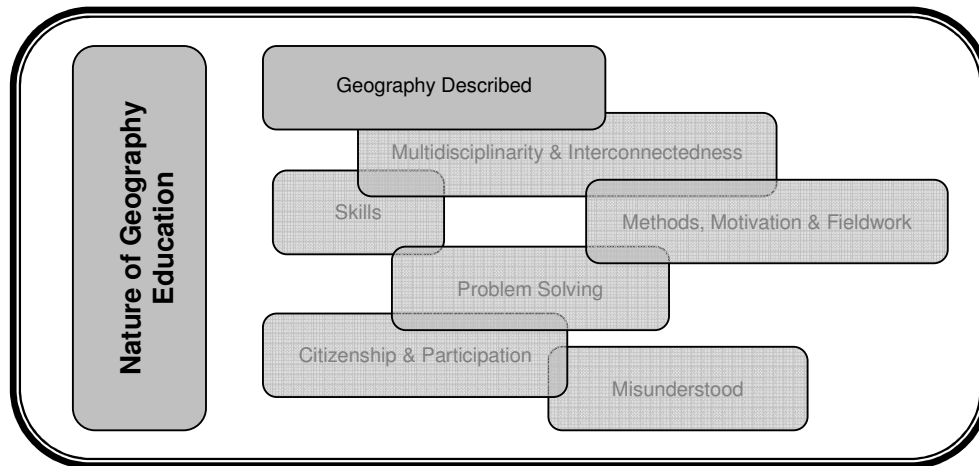 Nature of Geography
Education
Geography Described
Multidisciplinarity & Interconnectedness
Skills
Methods, Motivation & Fieldwork
Problem Solving
Citizenship & Participation
Misunderstood